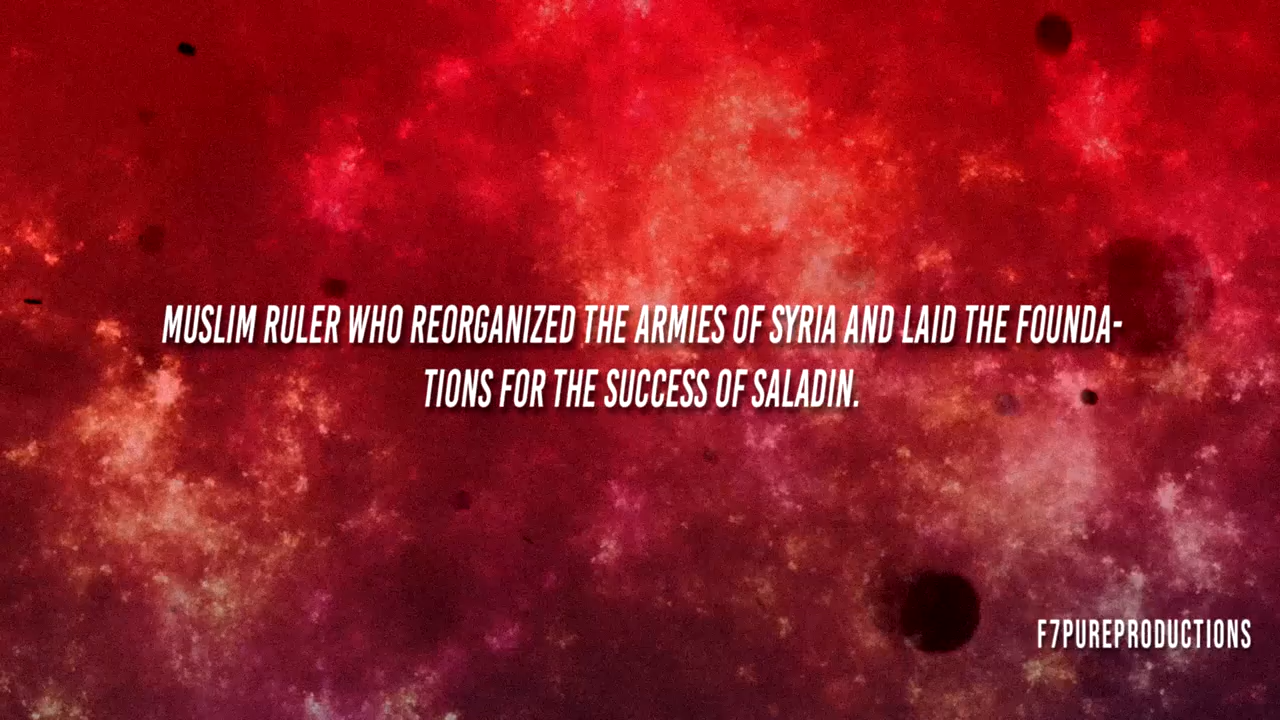 MUSLIM RULER WHO REORGANIZED THE ARMIES OF SYRIA AND LAID THE FOUNDA-
TIONS FOR THE SUCCESS OF SALADIN.
F7PUREPRODUCTIONS